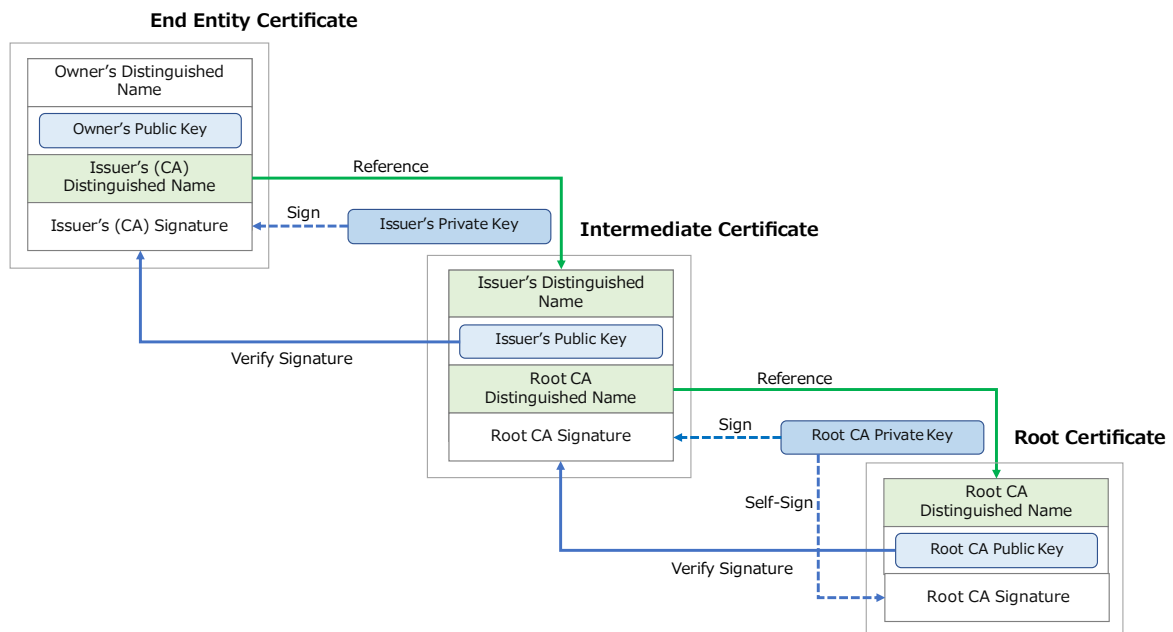 End Entity Certificate
Owner's Distinguished
Name
Owner's Public Key
Issuer's (CA)
Distinguished Name
Issuer's (CA) Signature
Reference
Sign
Issuer's Private Key
Verify Signature
Intermediate Certificate
Issuer's Distinguished
Name
Issuer's Public Key
Root CA
Distinguished Name
Root CA Signature
Reference
Sign
Root CA Private Key
Self-Sign
Verify Signature
Root Certificate
Root CA
Distinguished Name
Root CA Public Key
Root CA Signature